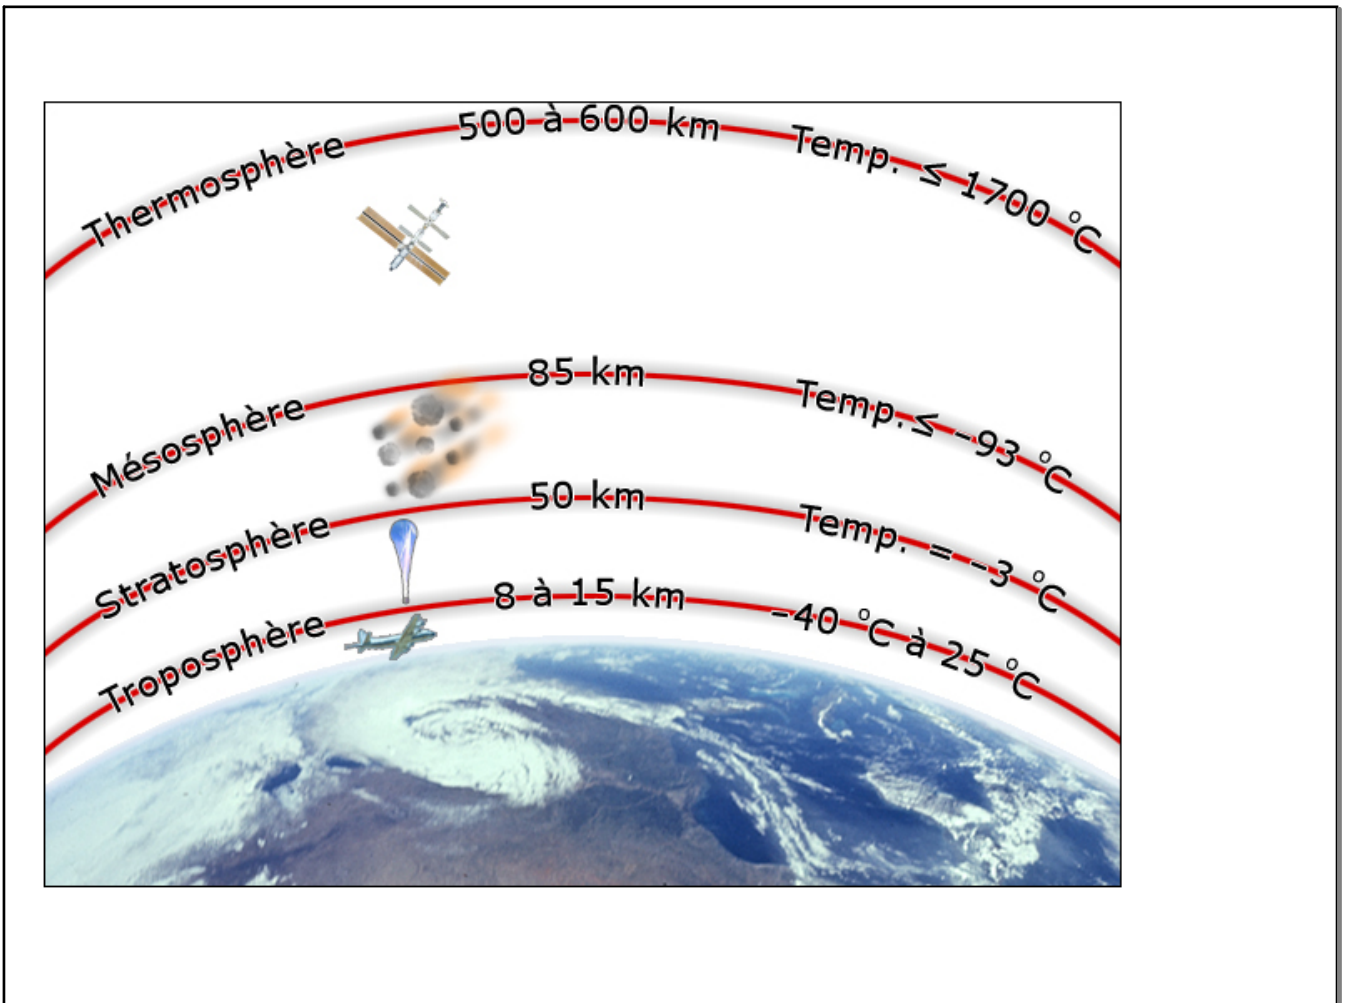 Thermosphère 500 à 600 km Temp. ≤ 1700 °C
Mésosphère 85 km Temp.≤ -93 °C
Stratosphère 50 km Temp. = -3 °C
Troposphère 8 à 15 km -40 °C à 25 °C